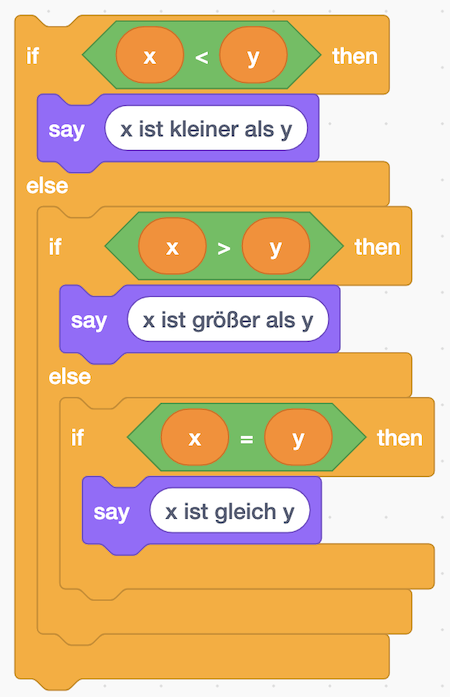 if x < y then
say x ist kleiner als y
else
if x > y then
say x ist größer als y
else
if x = y then
say x ist gleich y